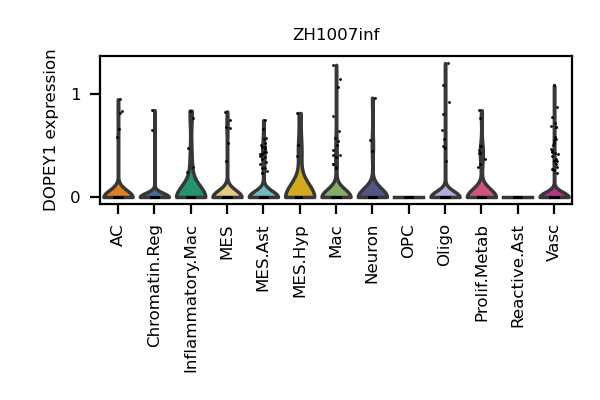 ZH1007inf
DOPEY1 expression
1
0
AC
Chromatin.Reg
Inflammatory.Mac
MES
MES.Ast
MES.Hyp
Mac
Neuron
OPC
Oligo
Prolif.Metab
Reactive.Ast
Vasc